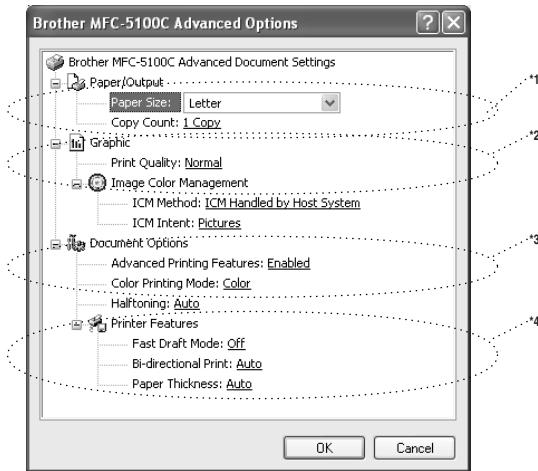 Brother MFC-5100C Advanced Options
Brother MFC-5100C Advanced Document Settings
Paper/Output
*1
Paper Size: Letter
Copy Count: 1 Copy
*2
Graphic
Print Quality: Normal
Image Color Management
ICM Method: ICM Handled by Host System
ICM Intent: Pictures
*3
Document Options
Advanced Printing Features: Enabled
Color Printing Mode: Color
Halftoning: Auto
*4
Printer Features
Fast Draft Mode: Off
Bi-directional Print: Auto
Paper Thickness: Auto
OK Cancel